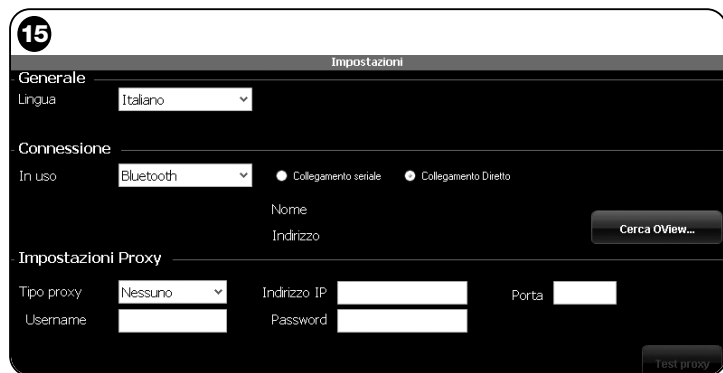 15
Impostazioni
Generale
Lingua Italiano
Connessione
In uso Bluetooth Collegamento seriale Collegamento Diretto
Nome
Indirizzo Cerca OView...
Impostazioni Proxy
Tipo proxy Nessuno Indirizzo IP Porta
Username Password
Test proxy